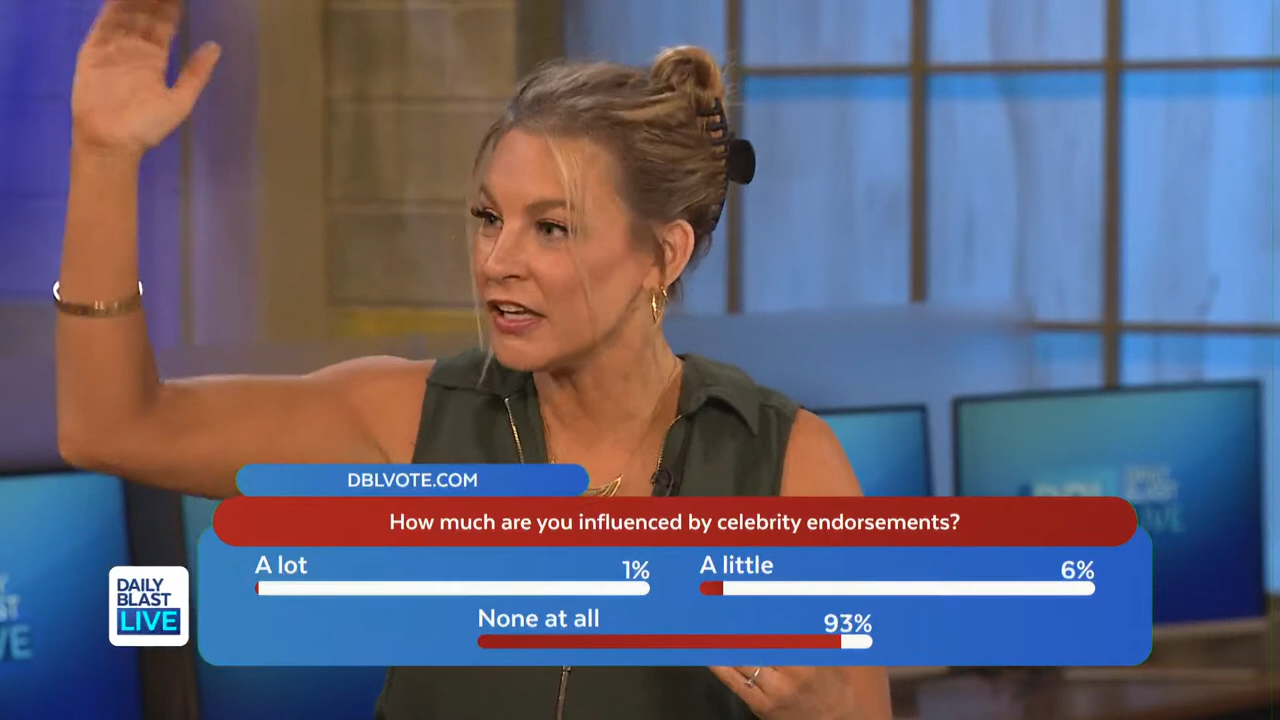 DBLVOTE.COM
How much are you influenced by celebrity endorsements?
A lot 1%
A little 6%
None at all 93%
DAILY
BLAST
LIVE